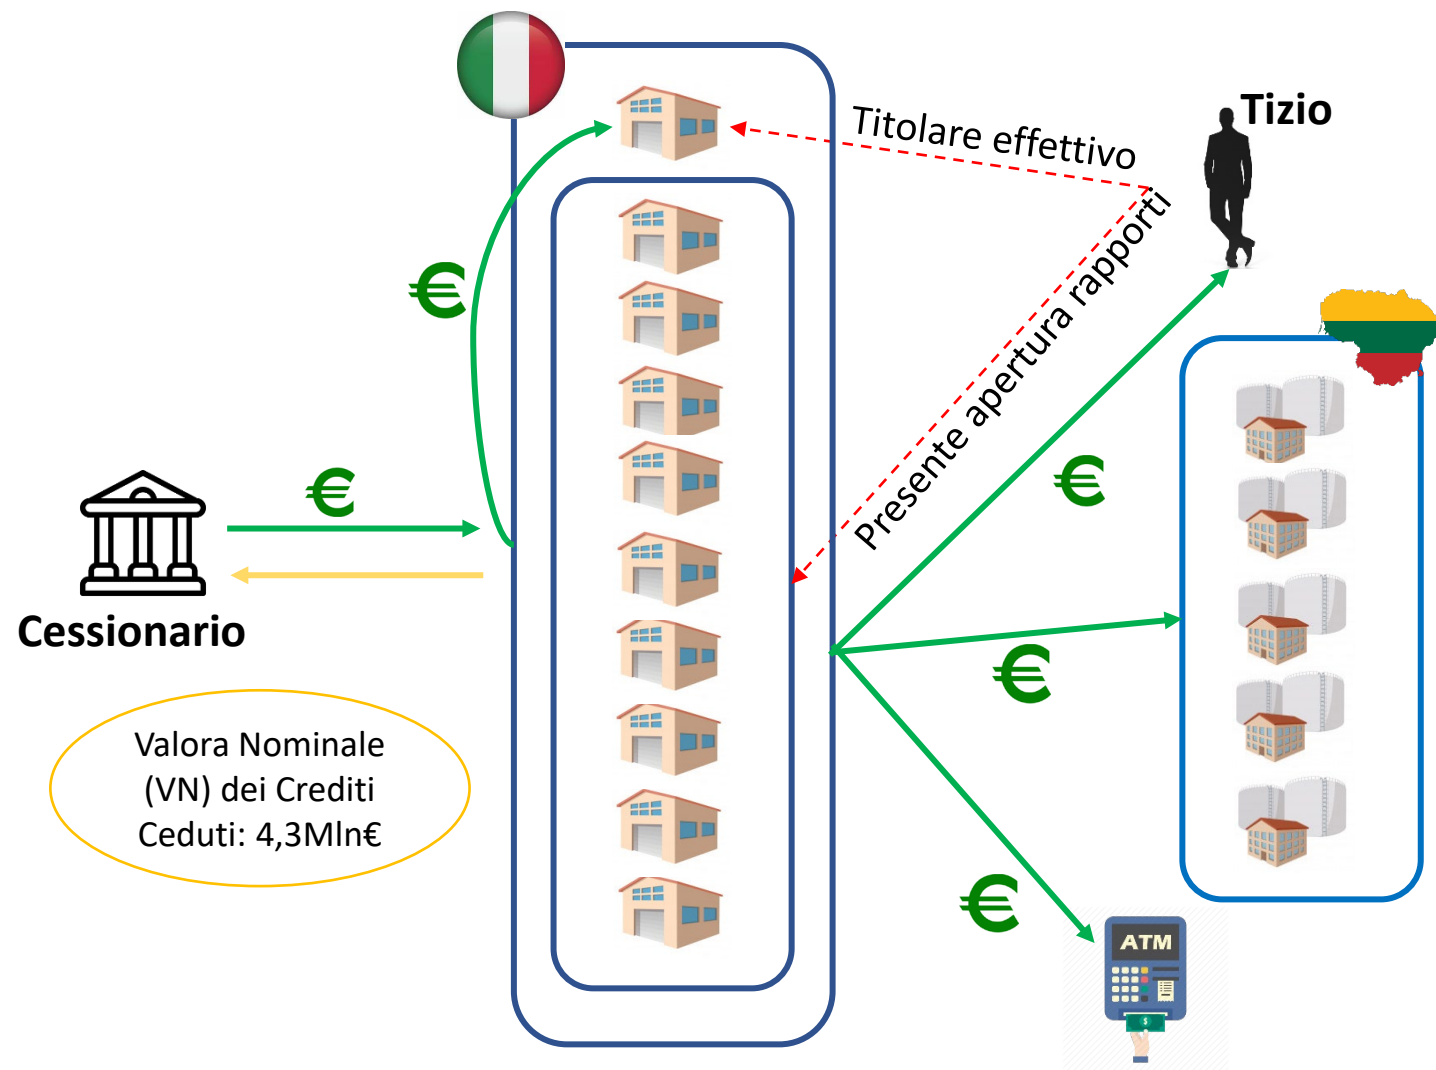 Tizio
Titolare effettivo
Presente apertura rapporti
€
€
€
€
€
Cessionario
Valora Nominale
(VN) dei Crediti
Ceduti: 4,3Mln€
ATM
$